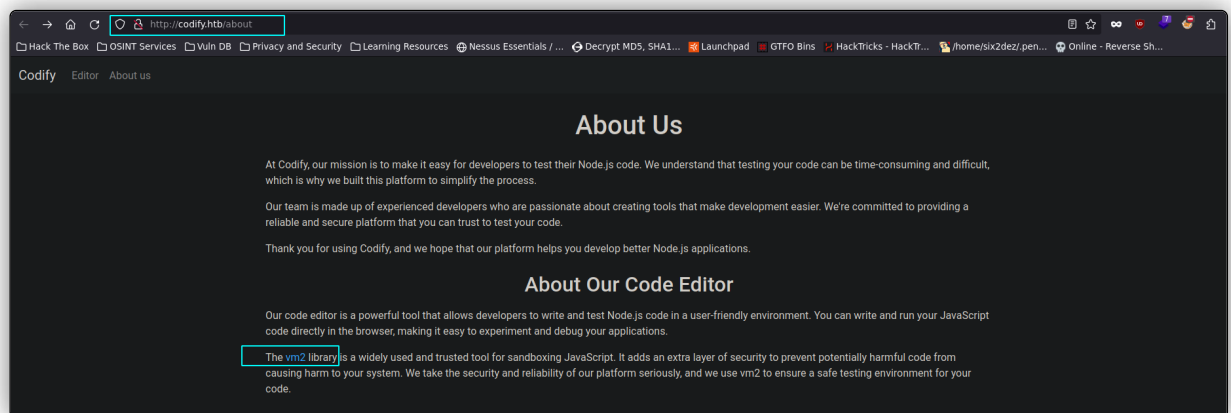 http://codify.htb/about
7
Hack The Box OSINT Services Vuln DB Privacy and Security Learning Resources Nessus Essentials / ... Decrypt MD5, SHA1... Launchpad GTFO Bins HackTricks - HackTr... /home/six2dez/.pen... Online - Reverse Sh...
Codify Editor About us
About Us
At Codify, our mission is to make it easy for developers to test their Node.js code. We understand that testing your code can be time-consuming and difficult,
which is why we built this platform to simplify the process.
Our team is made up of experienced developers who are passionate about creating tools that make development easier. We're committed to providing a
reliable and secure platform that you can trust to test your code.
Thank you for using Codify, and we hope that our platform helps you develop better Node.js applications.
About Our Code Editor
Our code editor is a powerful tool that allows developers to write and test Node.js code in a user-friendly environment. You can write and run your JavaScript
code directly in the browser, making it easy to experiment and debug your applications.
The vm2 library is a widely used and trusted tool for sandboxing JavaScript. It adds an extra layer of security to prevent potentially harmful code from
causing harm to your system. We take the security and reliability of our platform seriously, and we use vm2 to ensure a safe testing environment for your
code.